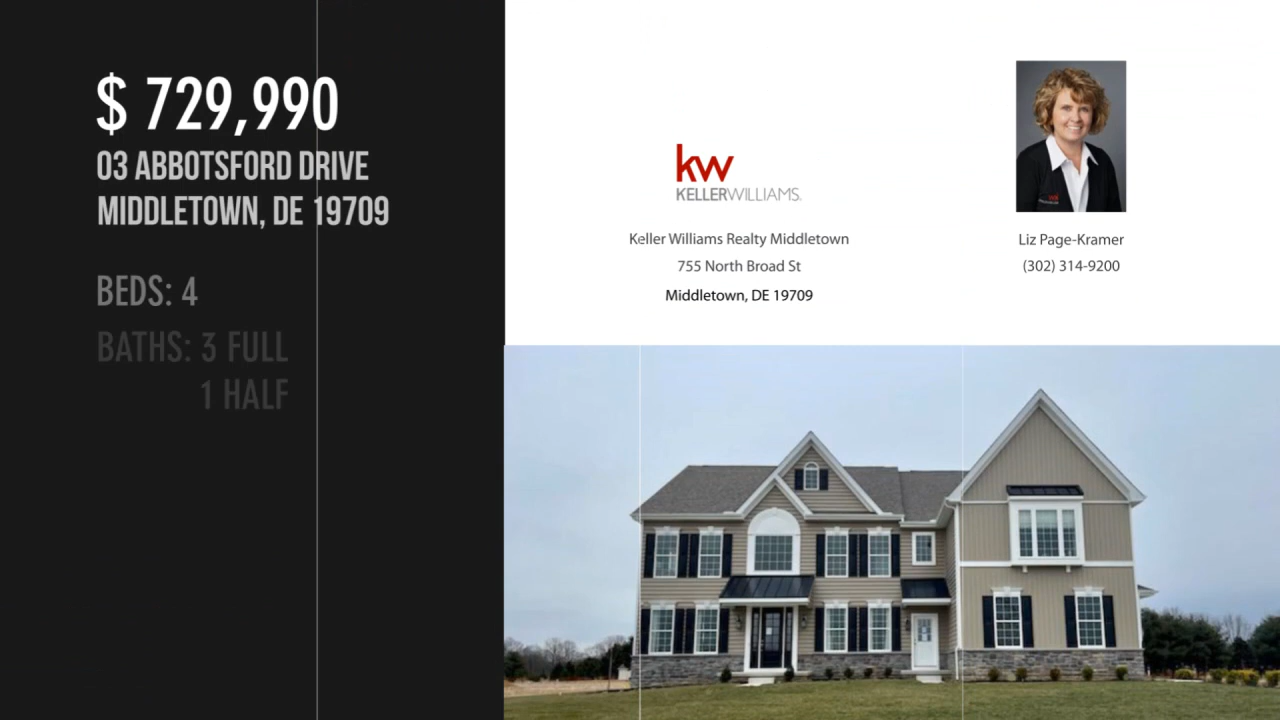 $ 729,990
03 ABBOTSFORD DRIVE
MIDDLETOWN, DE 19709
BEDS: 4
BATHS: 3 FULL
1 HALF
kw
KELLERWILLIAMS.
Keller Williams Realty Middletown
755 North Broad St
Middletown, DE 19709
Liz Page-Kramer
(302) 314-9200